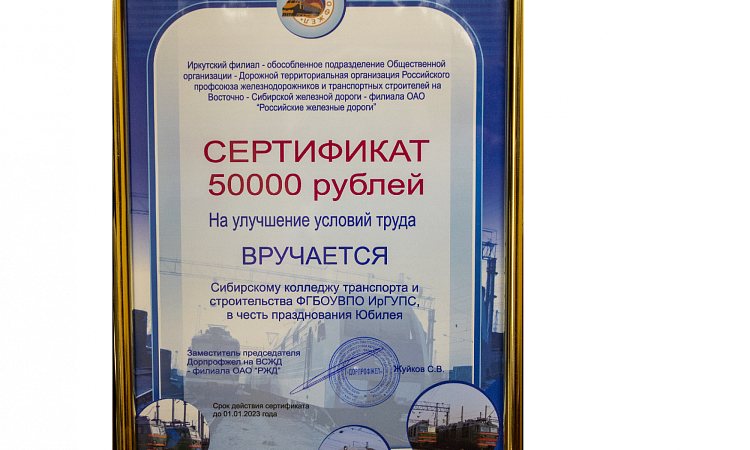 ОФЖЕЛ
Иркутский филиал - обособленное подразделение Общественной
организации - Дорожной территориальная организация Российского
профсоюза железнодорожников и транспортных строителей на
Восточно - Сибирской железной дороги - филиала ОАО
"Российские железные дороги"
СЕРТИФИКАТ
50000 рублей
На улучшение условий труда
ВРУЧАЕТСЯ
Сибирскому колледжу транспорта и
строительства ФГБОУВПО ИрГУПС,
в честь празднования Юбилея
Заместитель председателя
Дорпрофжел на ВСЖД
- филиала ОАО "РЖД"
ДОРПРОФЖЕЛ
Жуйков С.В.
Срок действия сертификата
до 01.01.2023 года